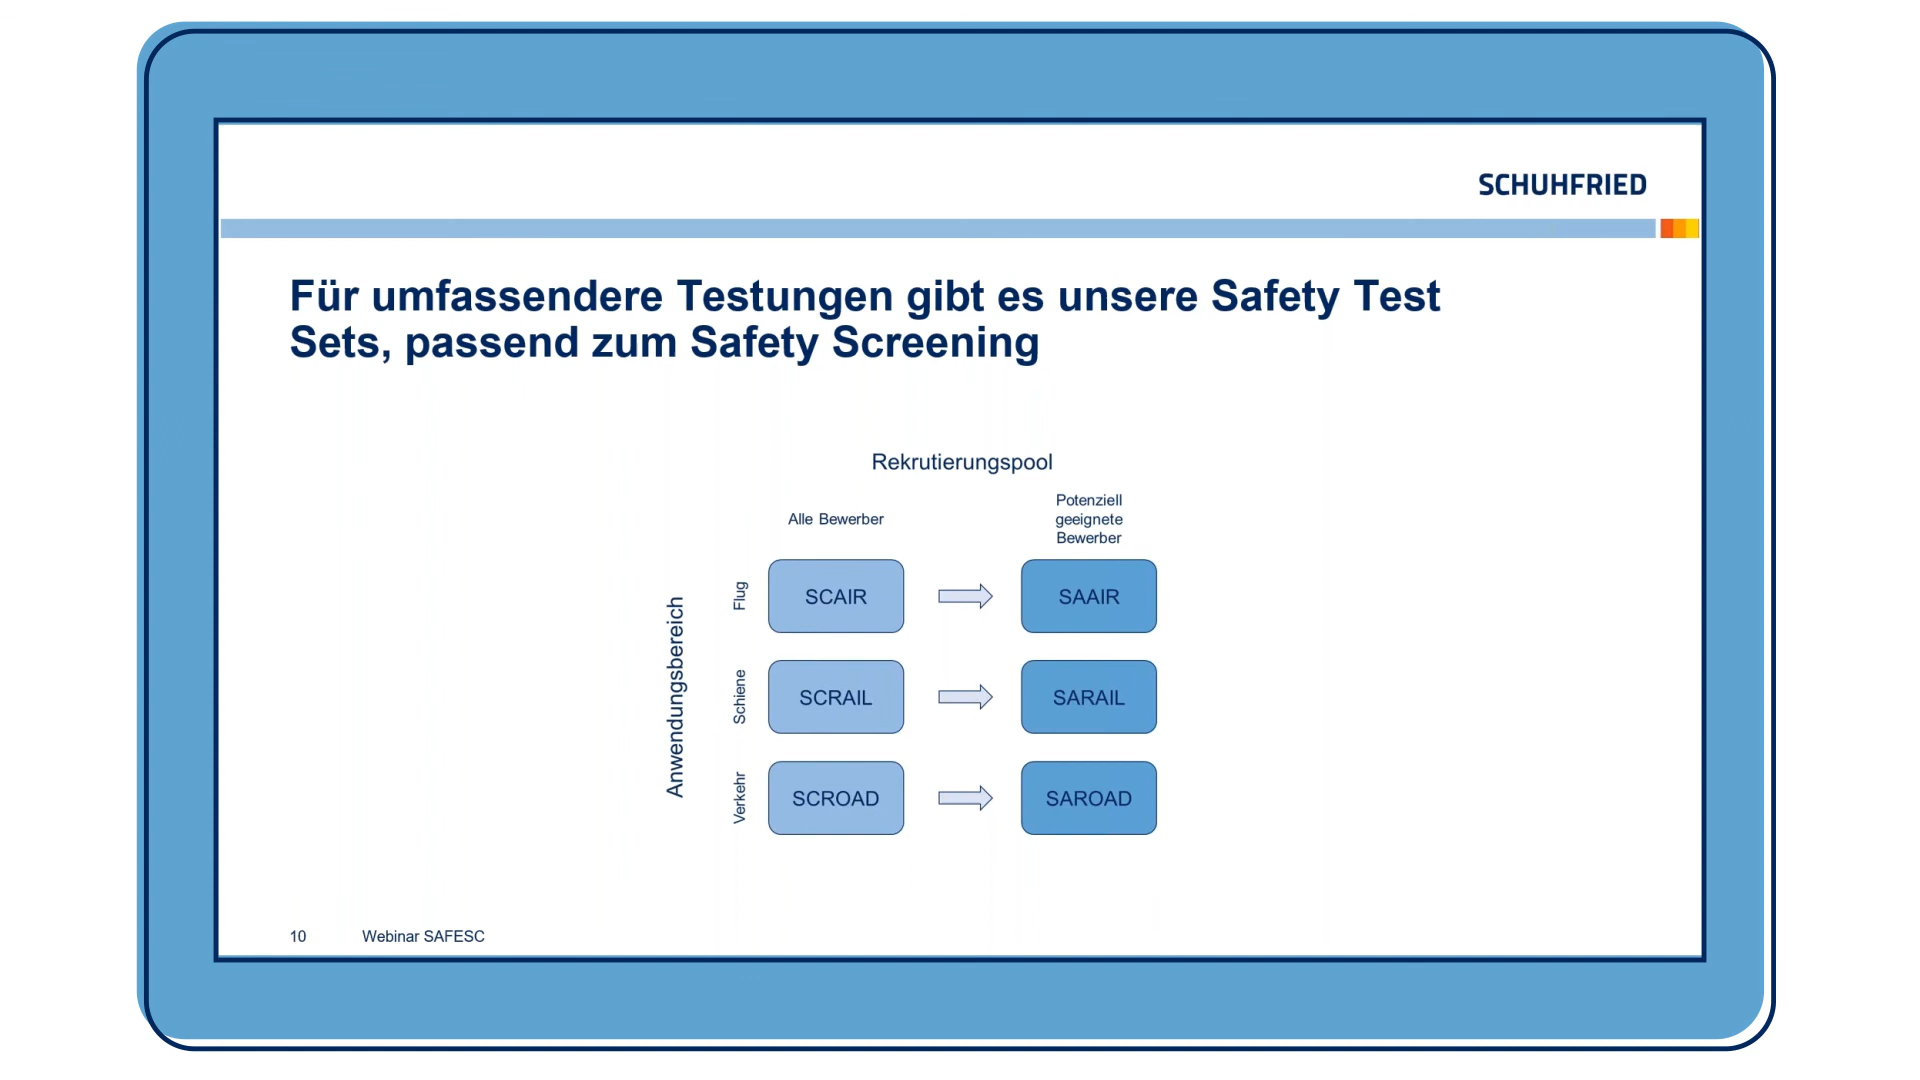 SCHUHFRIED
Für umfassendere Testungen gibt es unsere Safety Test
Sets, passend zum Safety Screening
Rekrutierungspool
Alle Bewerber
Potenziell
geeignete
Bewerber
Anwendungsbereich
Flug
SCAIR
SAAIR
Schiene
SCRAIL
SARAIL
Verkehr
SCROAD
SAROAD
10
Webinar SAFESC